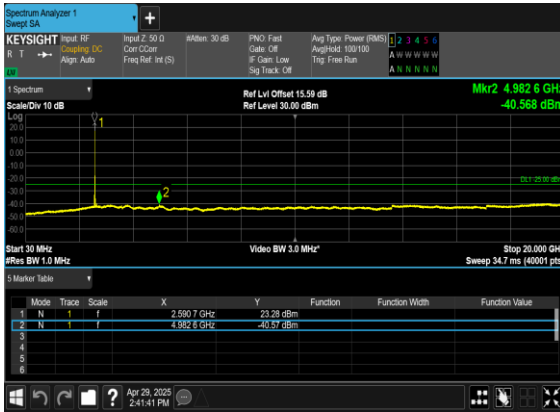 Spectrum Analyzer 1
Swept SA
+
KEYSIGHT
R T
LXI
Input: RF
Coupling: DC
Align: Auto
Input Z: 50 Ω
Corr CCorr
Freq Ref: Int (S)
#Atten: 30 dB
PNO: Fast
Gate: Off
IF Gain: Low
Sig Track: Off
Avg Type: Power (RMS)
Avg|Hold: 100/100
Trig: Free Run
1 2 3 4 5 6
A W W W W W
A N N N N N
1 Spectrum
Scale/Div 10 dB
Ref Lvl Offset 15.59 dB
Ref Level 30.00 dBm
Mkr2 4.982 6 GHz
-40.568 dBm
Log
20.0
10.0
0.00
-10.0
-20.0
-30.0
-40.0
-50.0
-60.0
1
2
DL1 -25.00 dBm
Start 30 MHz
#Res BW 1.0 MHz
Video BW 3.0 MHz*
Stop 20.000 GHz
Sweep 34.7 ms (40001 pts)
5 Marker Table
Mode Trace Scale X Y Function Function Width Function Value
1 N 1 f 2.590 7 GHz 23.28 dBm
2 N 1 f 4.982 6 GHz -40.57 dBm
3
4
5
6
?
Apr 29, 2025
2:41:41 PM